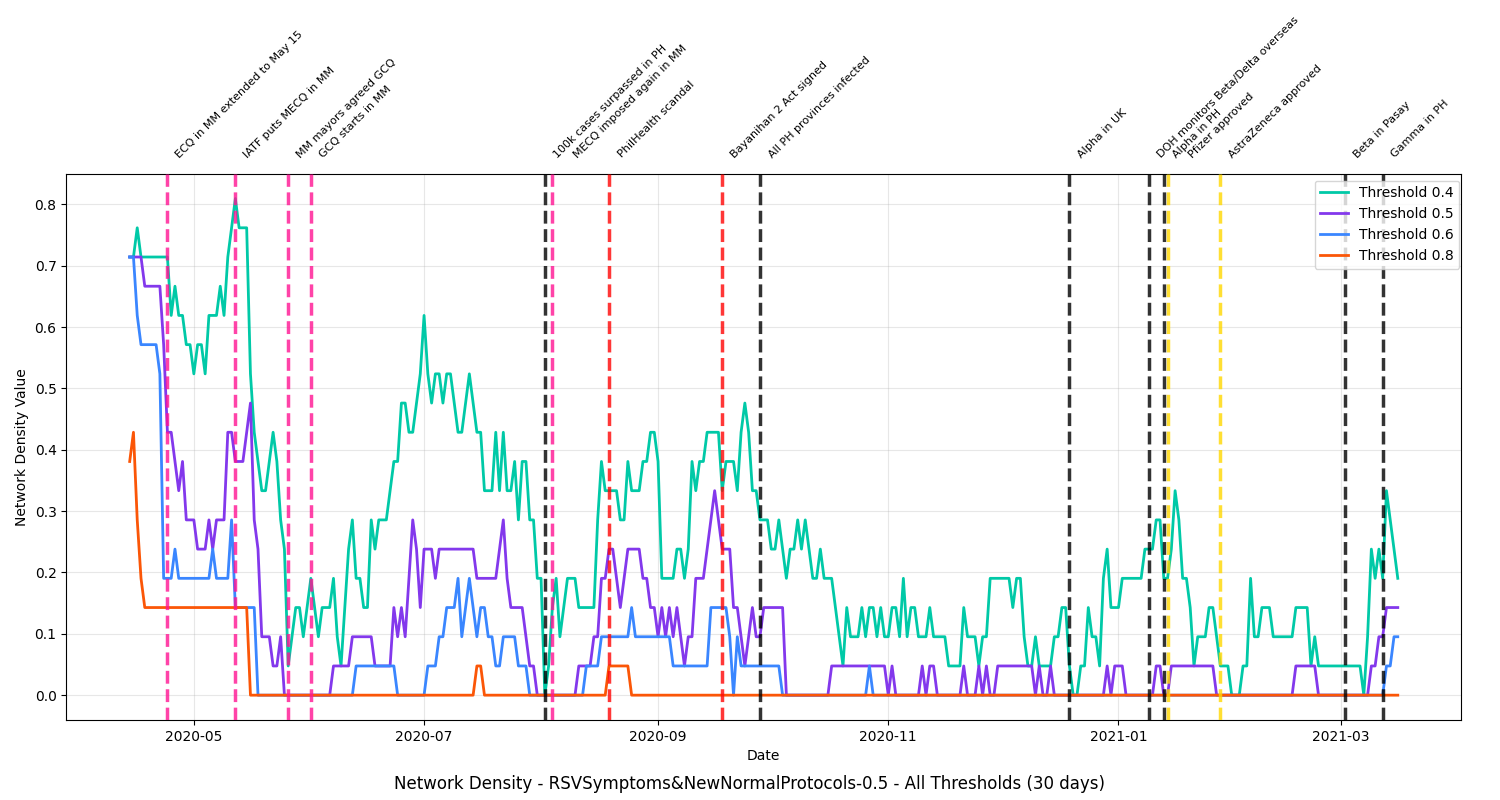 ECQ in MM extended to May 15
IATF puts MECQ in MM
MM mayors agreed GCQ
GCQ starts in MM
100k cases surpassed in PH
MECQ imposed again in MM
PhilHealth scandal
Bayanihan 2 Act signed
All PH provinces infected
Alpha in UK
DOH monitors Beta/Delta overseas
Alpha in PH
Pfizer approved
AstraZeneca approved
Beta in Pasay
Gamma in PH
Threshold 0.4
Threshold 0.5
Threshold 0.6
Threshold 0.8
Network Density Value
0.8
0.7
0.6
0.5
0.4
0.3
0.2
0.1
0.0
2020-05
2020-07
2020-09
2020-11
2021-01
2021-03
Date
Network Density - RSVSymptoms&NewNormalProtocols-0.5 - All Thresholds (30 days)